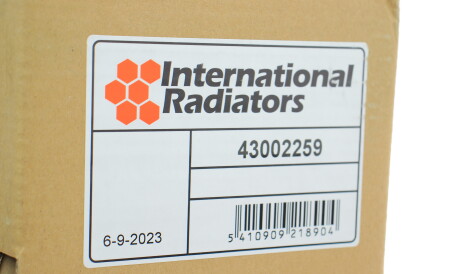 International
Radiators
43002259
6-9-2023
5 410909 218904